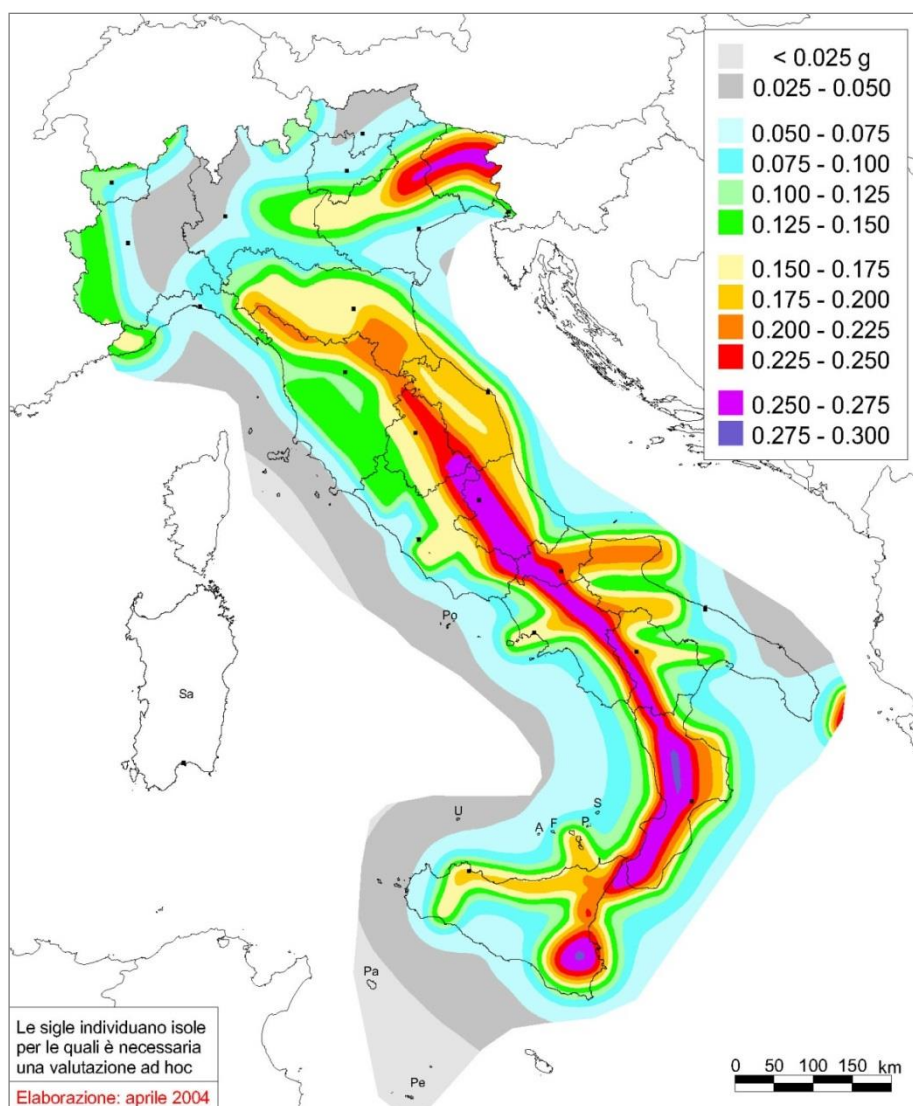 < 0.025 g
0.025 - 0.050
0.050 - 0.075
0.075 - 0.100
0.100 - 0.125
0.125 - 0.150
0.150 - 0.175
0.175 - 0.200
0.200 - 0.225
0.225 - 0.250
0.250 - 0.275
0.275 - 0.300
Po
Sa
U
S
A
F
P
Pa
Pe
Le sigle individuano isole
per le quali è necessaria
una valutazione ad hoc
Elaborazione: aprile 2004
0 50 100 150 km